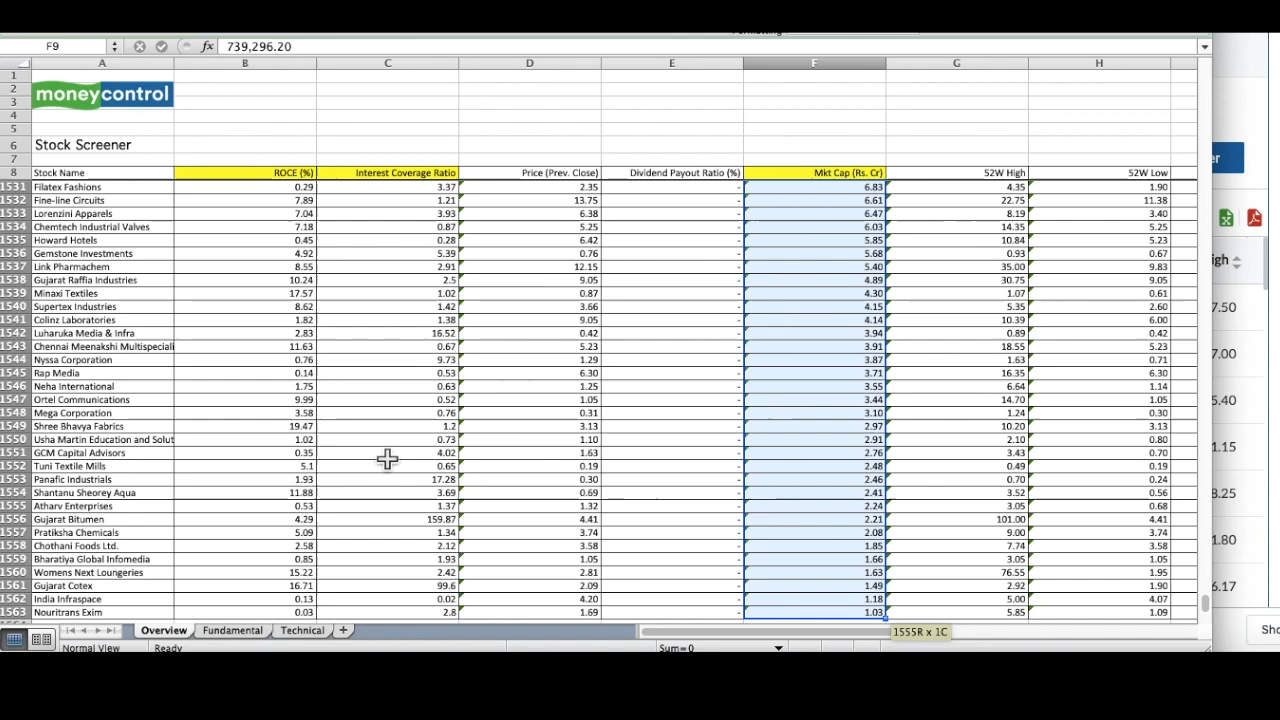 F9 fx 739,296.20
A B C D E F G H
1
2
moneycontrol
3
4
5
6 Stock Screener
7
8 Stock Name ROCE (%) Interest Coverage Ratio Price (Prev. Close) Dividend Payout Ratio (%) Mkt Cap (Rs. Cr) 52W High 52W Low
1531 Filatex Fashions 0.29 3.37 2.35 - 6.83 4.35 1.90
1532 Fine-line Circuits 7.89 1.21 13.75 - 6.61 22.75 11.38
1533 Lorenzini Apparels 7.04 3.93 6.38 - 6.47 8.19 3.40
1534 Chemtech Industrial Valves 7.18 0.87 5.25 - 6.03 14.35 5.25
1535 Howard Hotels 0.45 0.28 6.42 - 5.85 10.84 5.23
1536 Gemstone Investments 4.92 5.39 0.76 - 5.68 0.93 0.67
1537 Link Pharmachem 8.55 2.91 12.15 - 5.40 35.00 9.83
1538 Gujarat Raffia Industries 10.24 2.5 9.05 - 4.89 30.75 9.05
1539 Minaxi Textiles 17.57 1.02 0.87 - 4.30 1.07 0.61
1540 Supertex Industries 8.62 1.42 3.66 - 4.15 5.35 2.60
1541 Colinz Laboratories 1.82 1.38 9.05 - 4.14 10.39 6.00
1542 Luharuka Media & Infra 2.83 16.52 0.42 - 3.94 0.89 0.42
1543 Chennai Meenakshi Multispeciali 11.63 0.67 5.23 - 3.91 18.55 5.23
1544 Nyssa Corporation 0.76 9.73 1.29 - 3.87 1.63 0.71
1545 Rap Media 0.14 0.53 6.30 - 3.71 16.35 6.30
1546 Neha International 1.75 0.63 1.25 - 3.55 6.64 1.14
1547 Ortel Communications 9.99 0.52 1.05 - 3.44 14.70 1.05
1548 Mega Corporation 3.58 0.76 0.31 - 3.10 1.24 0.30
1549 Shree Bhavya Fabrics 19.47 1.2 3.13 - 2.97 10.20 3.13
1550 Usha Martin Education and Solut 1.02 0.73 1.10 - 2.91 2.10 0.80
1551 GCM Capital Advisors 0.35 4.02 1.63 - 2.76 3.43 0.70
1552 Tuni Textile Mills 5.1 0.65 0.19 - 2.48 0.49 0.19
1553 Panafic Industrials 1.93 17.28 0.30 - 2.46 0.70 0.24
1554 Shantanu Sheorey Aqua 11.88 3.69 0.69 - 2.41 3.52 0.56
1555 Atharv Enterprises 0.53 1.37 1.32 - 2.24 3.05 0.68
1556 Gujarat Bitumen 4.29 159.87 4.41 - 2.21 101.00 4.41
1557 Pratiksha Chemicals 5.09 1.34 3.74 - 2.08 9.00 3.74
1558 Chothani Foods Ltd. 2.58 2.12 3.58 - 1.85 7.74 3.58
1559 Bharatiya Global Infomedia 0.85 1.93 1.05 - 1.66 3.05 1.05
1560 Womens Next Loungeries 15.22 2.42 2.81 - 1.63 76.55 1.95
1561 Gujarat Cotex 16.71 99.6 2.09 - 1.49 2.92 1.90
1562 India Infraspace 0.13 0.02 4.20 - 1.18 5.00 4.07
1563 Nouritrans Exim 0.03 2.8 1.69 - 1.03 5.85 1.09
Overview Fundamental Technical + 1555R x 1C
Normal View Ready Sum=0
er
gh
7.50
7.00
5.40
1.15
8.25
1.80
6.17
Sho